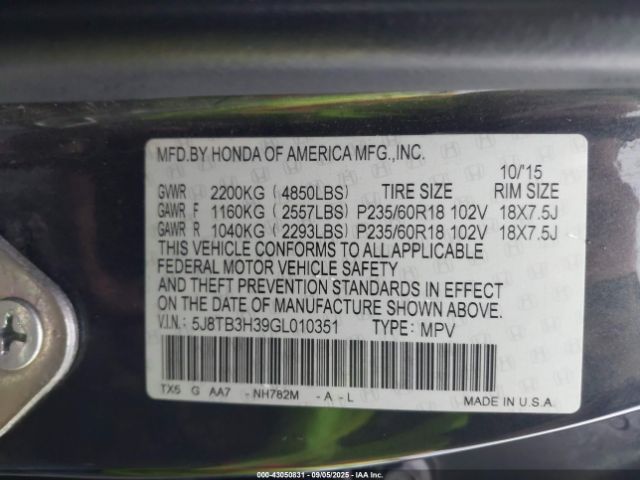 MFD.BY HONDA OF AMERICA MFG.,INC.
10/'15
GVWR 2200KG ( 4850LBS) TIRE SIZE RIM SIZE
GAWR F 1160KG ( 2557LBS) P235/60R18 102V 18X7.5J
GAWR R 1040KG ( 2293LBS) P235/60R18 102V 18X7.5J
THIS VEHICLE CONFORMS TO ALL APPLICABLE
FEDERAL MOTOR VEHICLE SAFETY
AND THEFT PREVENTION STANDARDS IN EFFECT
ON THE DATE OF MANUFACTURE SHOWN ABOVE.
V.I.N.: 5J8TB3H39GL010351 TYPE: MPV
TX5 G AA7 - NH782M - A - L
MADE IN U.S.A.
000-43050831 - 09/05/2025 - IAA Inc.